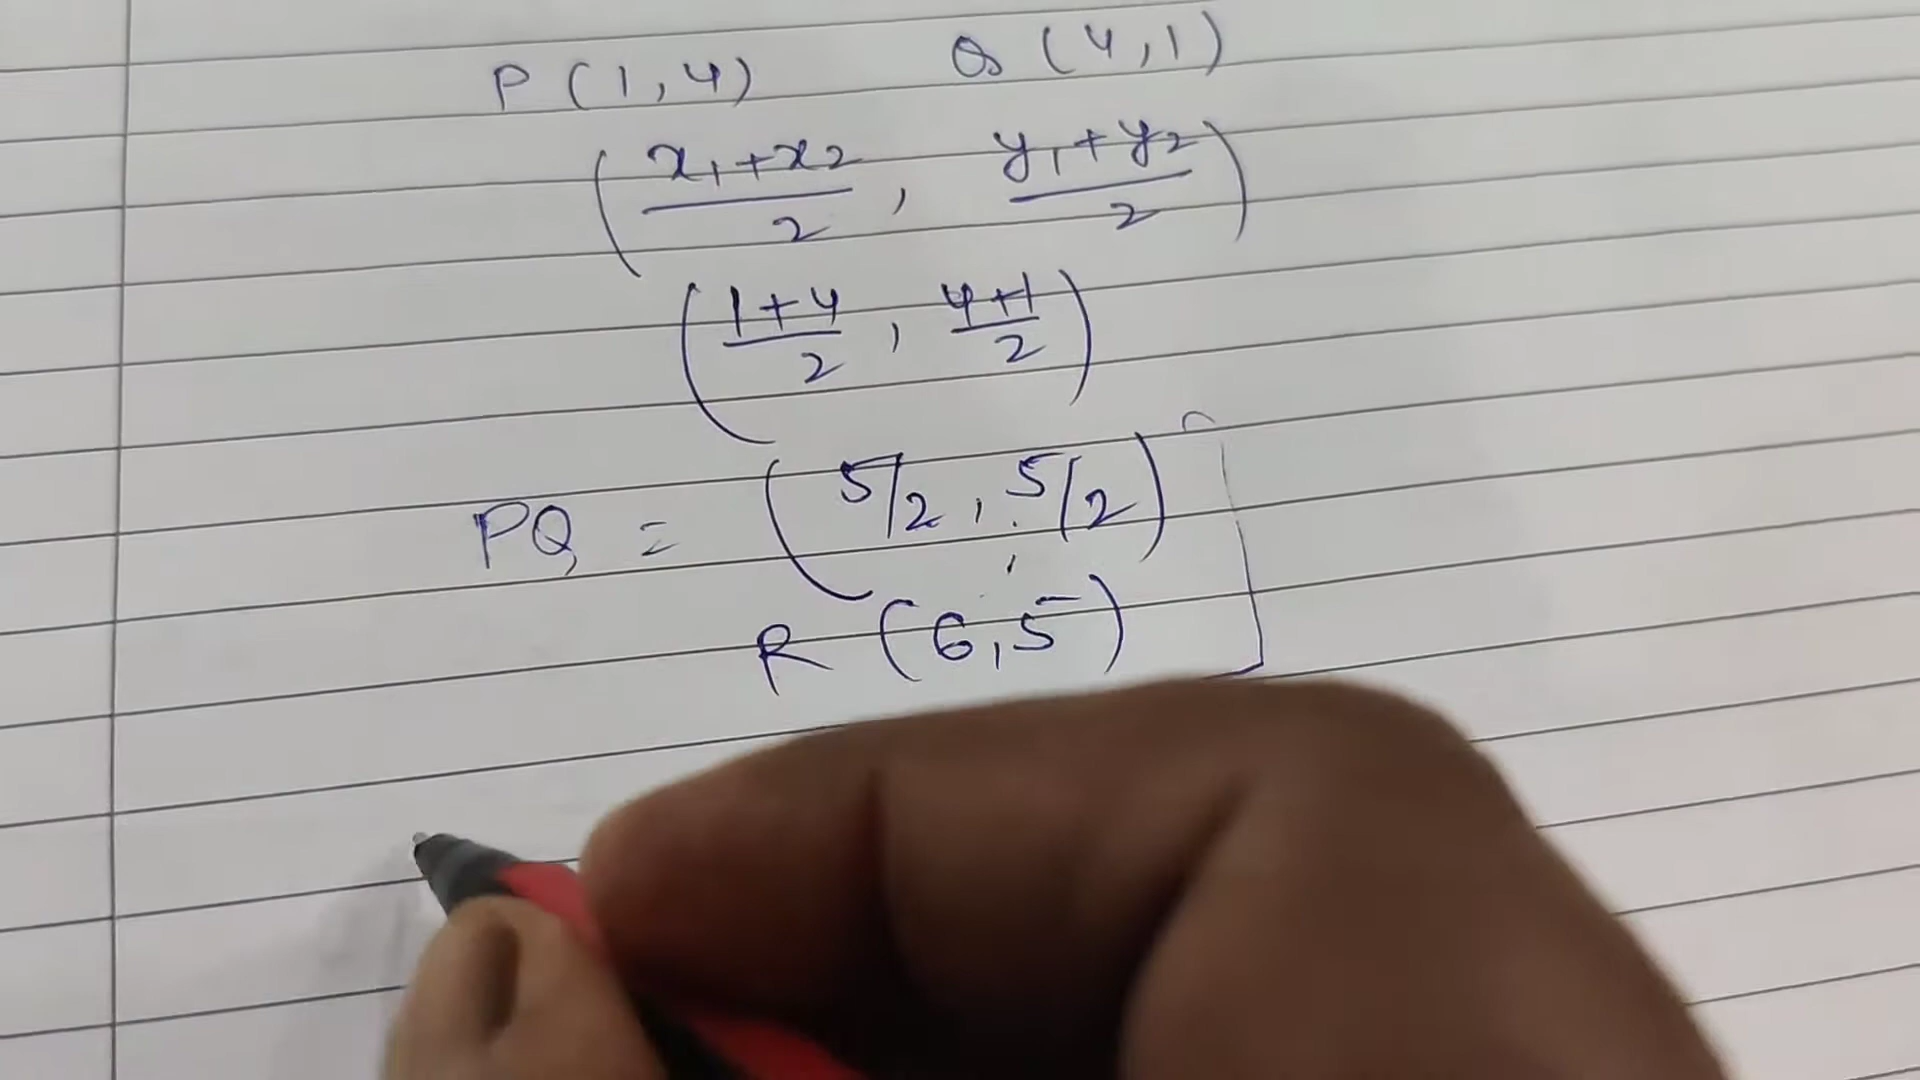 P (1,4) Q (4,1)
(x₁+x₂/2, y₁+y₂/2)
(1+4/2, 4+1/2)
PQ = (5/2, 5/2)
R (6,5)